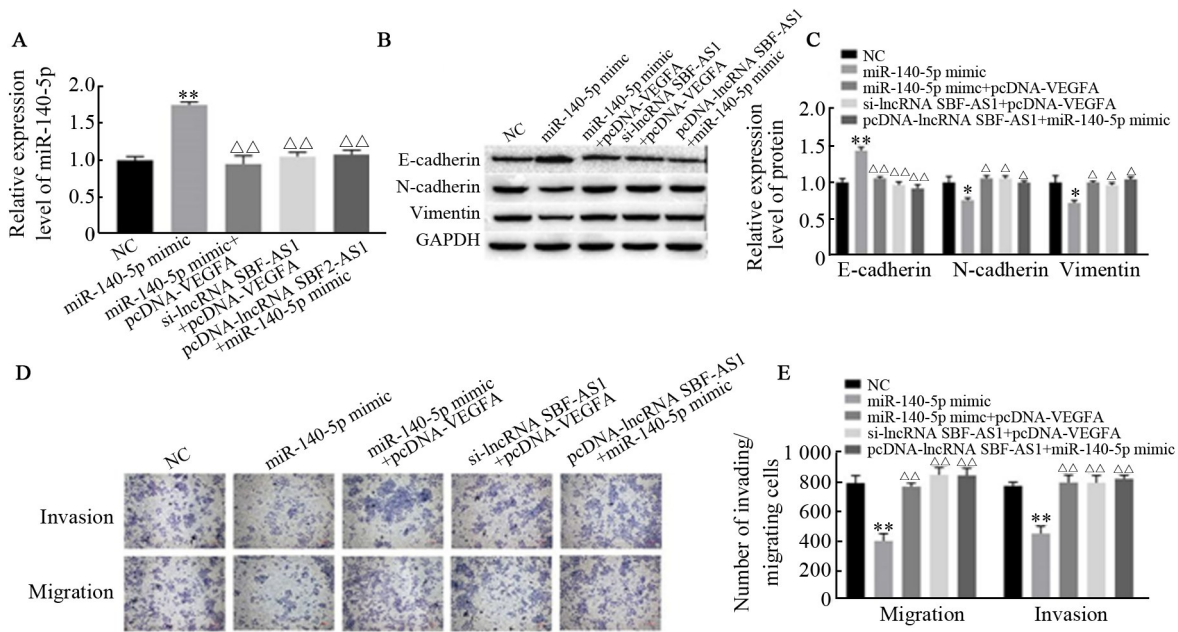 A
Relative expression
level of miR-140-5p
2.0
1.5
1.0
0.5
0
**
△△
△△
△△
NC
miR-140-5p mimic
miR-140-5p mimic+
pcDNA-VEGFA
si-lncRNA SBF-AS1
+pcDNA-VEGFA
pcDNA-lncRNA SBF2-AS1
+miR-140-5p mimic
B
NC
miR-140-5p mimc
miR-140-5p mimic
+pcDNA-VEGFA
si-lncRNA SBF-AS1
+pcDNA-VEGFA
pcDNA-lncRNA SBF-AS1
+miR-140-5p mimic
E-cadherin
N-cadherin
Vimentin
GAPDH
C
NC
miR-140-5p mimic
miR-140-5p mimc+pcDNA-VEGFA
si-lncRNA SBF-AS1+pcDNA-VEGFA
pcDNA-lncRNA SBF-AS1+miR-140-5p mimic
Relative expression
level of protein
2.0
1.5
1.0
0.5
0
**
△△
△△
△△
*
△
△
△
*
△
△
△
E-cadherin
N-cadherin
Vimentin
D
NC
miR-140-5p mimic
miR-140-5p mimic
+pcDNA-VEGFA
si-lncRNA SBF-AS1
+pcDNA-VEGFA
pcDNA-lncRNA SBF-AS1
+miR-140-5p mimic
Invasion
Migration
E
NC
miR-140-5p mimic
miR-140-5p mimc+pcDNA-VEGFA
si-lncRNA SBF-AS1+pcDNA-VEGFA
pcDNA-lncRNA SBF-AS1+miR-140-5p mimic
Number of invading/
migrating cells
1 000
800
600
400
200
0
**
△△
△△
△△
**
△△
△△
△△
Migration
Invasion